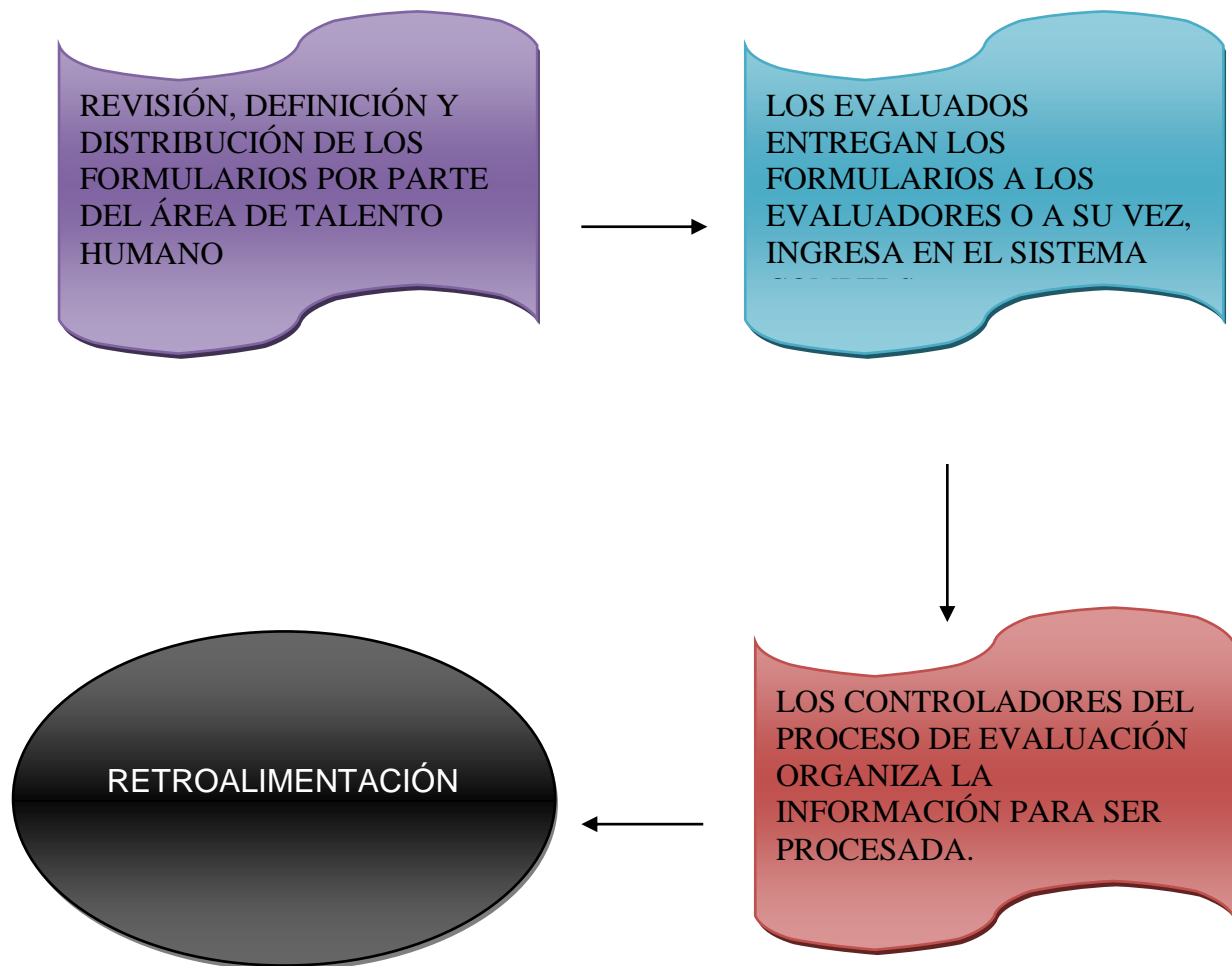 REVISIÓN, DEFINICIÓN Y
DISTRIBUCIÓN DE LOS
FORMULARIOS POR PARTE
DEL ÁREA DE TALENTO
HUMANO
LOS EVALUADOS
ENTREGAN LOS
FORMULARIOS A LOS
EVALUADORES O A SU VEZ,
INGRESA EN EL SISTEMA
LOS CONTROLADORES DEL
PROCESO DE EVALUACIÓN
ORGANIZA LA
INFORMACIÓN PARA SER
PROCESADA.
RETROALIMENTACIÓN